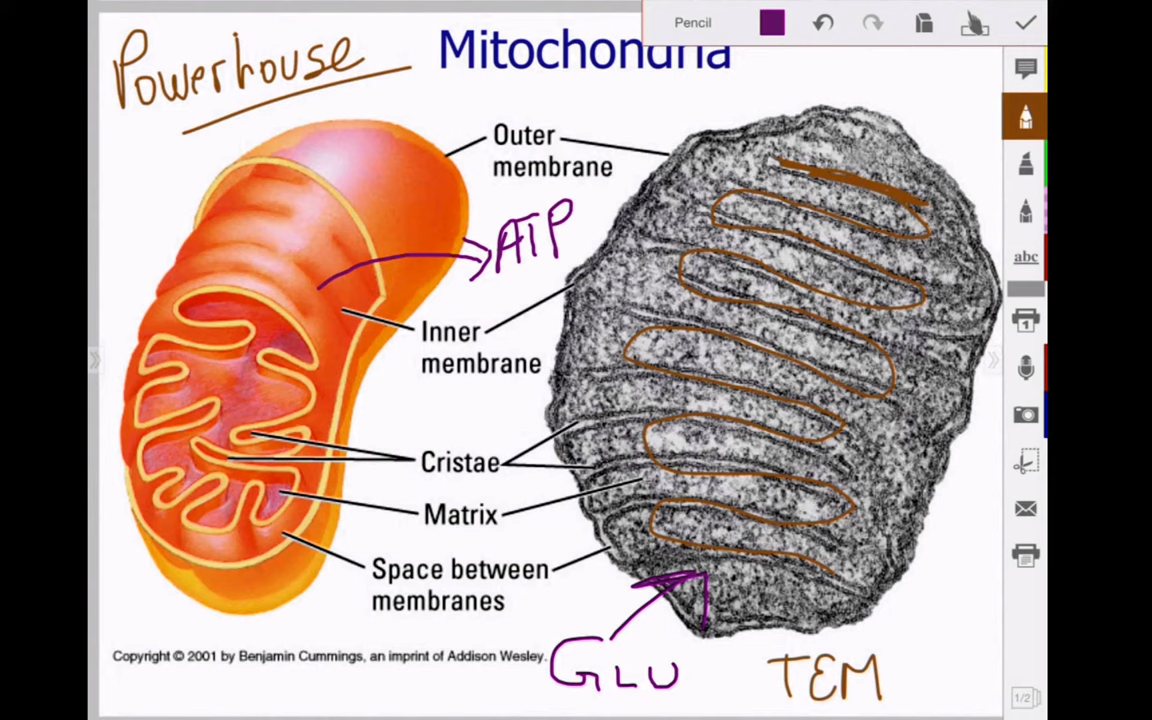 Pencil
Powerhouse
Mitochondria
Outer
membrane
ATP
Inner
membrane
Cristae
Matrix
Space between
membranes
Copyright © 2001 by Benjamin Cummings, an imprint of Addison Wesley.
GLU
TEM
abc
1
1/2